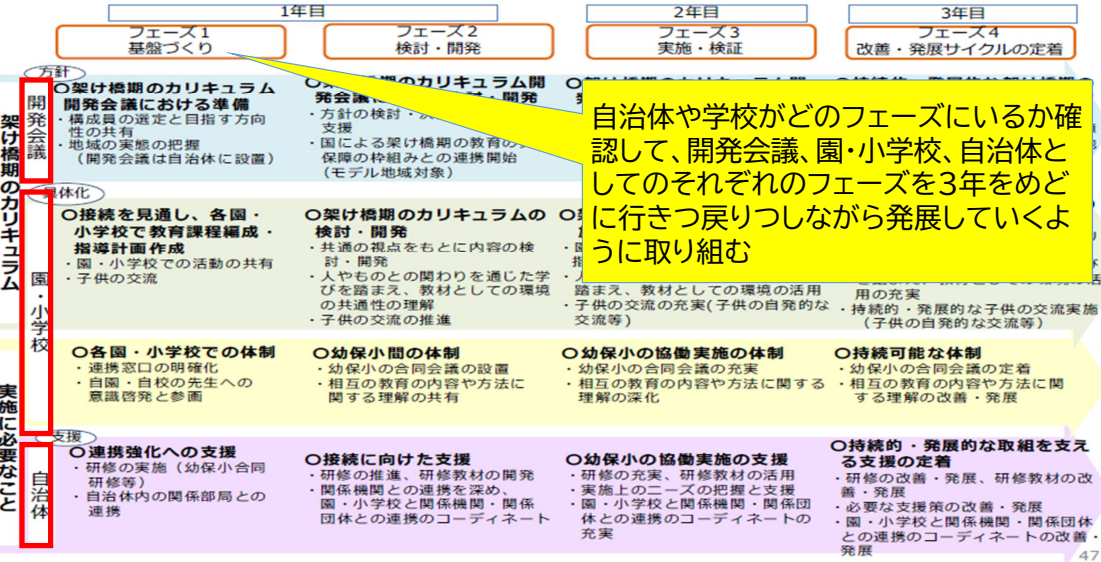 1年目
2年目
3年目
フェーズ1
基盤づくり
フェーズ2
検討・開発
フェーズ3
実施・検証
フェーズ4
改善・発展サイクルの定着
架け橋期のカリキュラム
実施に必要なこと
開発会議
方針
○架け橋期のカリキュラム
開発会議における準備
・構成員の選定と目指す方向
性の共有
・地域の実態の把握
（開発会議は自治体に設置）
のカリキュラム開
発会議
・開発
・方針の検討・
支援
・国による架け橋期の教育の
保障の枠組みとの連携開始
（モデル地域対象）
自治体や学校がどのフェーズにいるか確
認して、開発会議、園・小学校、自治体と
してのそれぞれのフェーズを3年をめど
に行きつ戻りつしながら発展していくよ
うに取り組む
園・小学校
具体化
○接続を見通し、各園・
小学校で教育課程編成・
指導計画作成
・園・小学校での活動の共有
・子供の交流
○架け橋期のカリキュラムの
検討・開発
・共通の視点をもとに内容の検
討・開発
・人やものとの関わりを通じた学
びを踏まえ、教材としての環境
の共通性の理解
・子供の交流の推進
踏まえ、教材としての環境の活用
・子供の交流の充実(子供の自発的な
交流等)
用の充実
・持続的・発展的な子供の交流実施
（子供の自発的な交流等）
○各園・小学校での体制
・連携窓口の明確化
・自園・自校の先生への
意識啓発と参画
○幼保小間の体制
・幼保小の合同会議の設置
・相互の教育の内容や方法に
関する理解の共有
○幼保小の協働実施の体制
・幼保小の合同会議の充実
・相互の教育の内容や方法に関する
理解の深化
○持続可能な体制
・幼保小の合同会議の定着
・相互の教育の内容や方法に関
する理解の改善・発展
自治体
支援
○連携強化への支援
・研修の実施（幼保小合同
研修等）
・自治体内の関係部局との
連携
○接続に向けた支援
・研修の推進、研修教材の開発
・関係機関との連携を深め、
園・小学校と関係機関・関係
団体との連携のコーディネート
○幼保小の協働実施の支援
・研修の充実、研修教材の活用
・実施上のニーズの把握と支援
・園・小学校と関係機関・関係団
体との連携のコーディネートの
充実
○持続的・発展的な取組を支え
る支援の定着
・研修の改善・発展、研修教材の改
善・発展
・必要な支援策の改善・発展
・園・小学校と関係機関・関係団体
との連携のコーディネートの改善・
発展
47